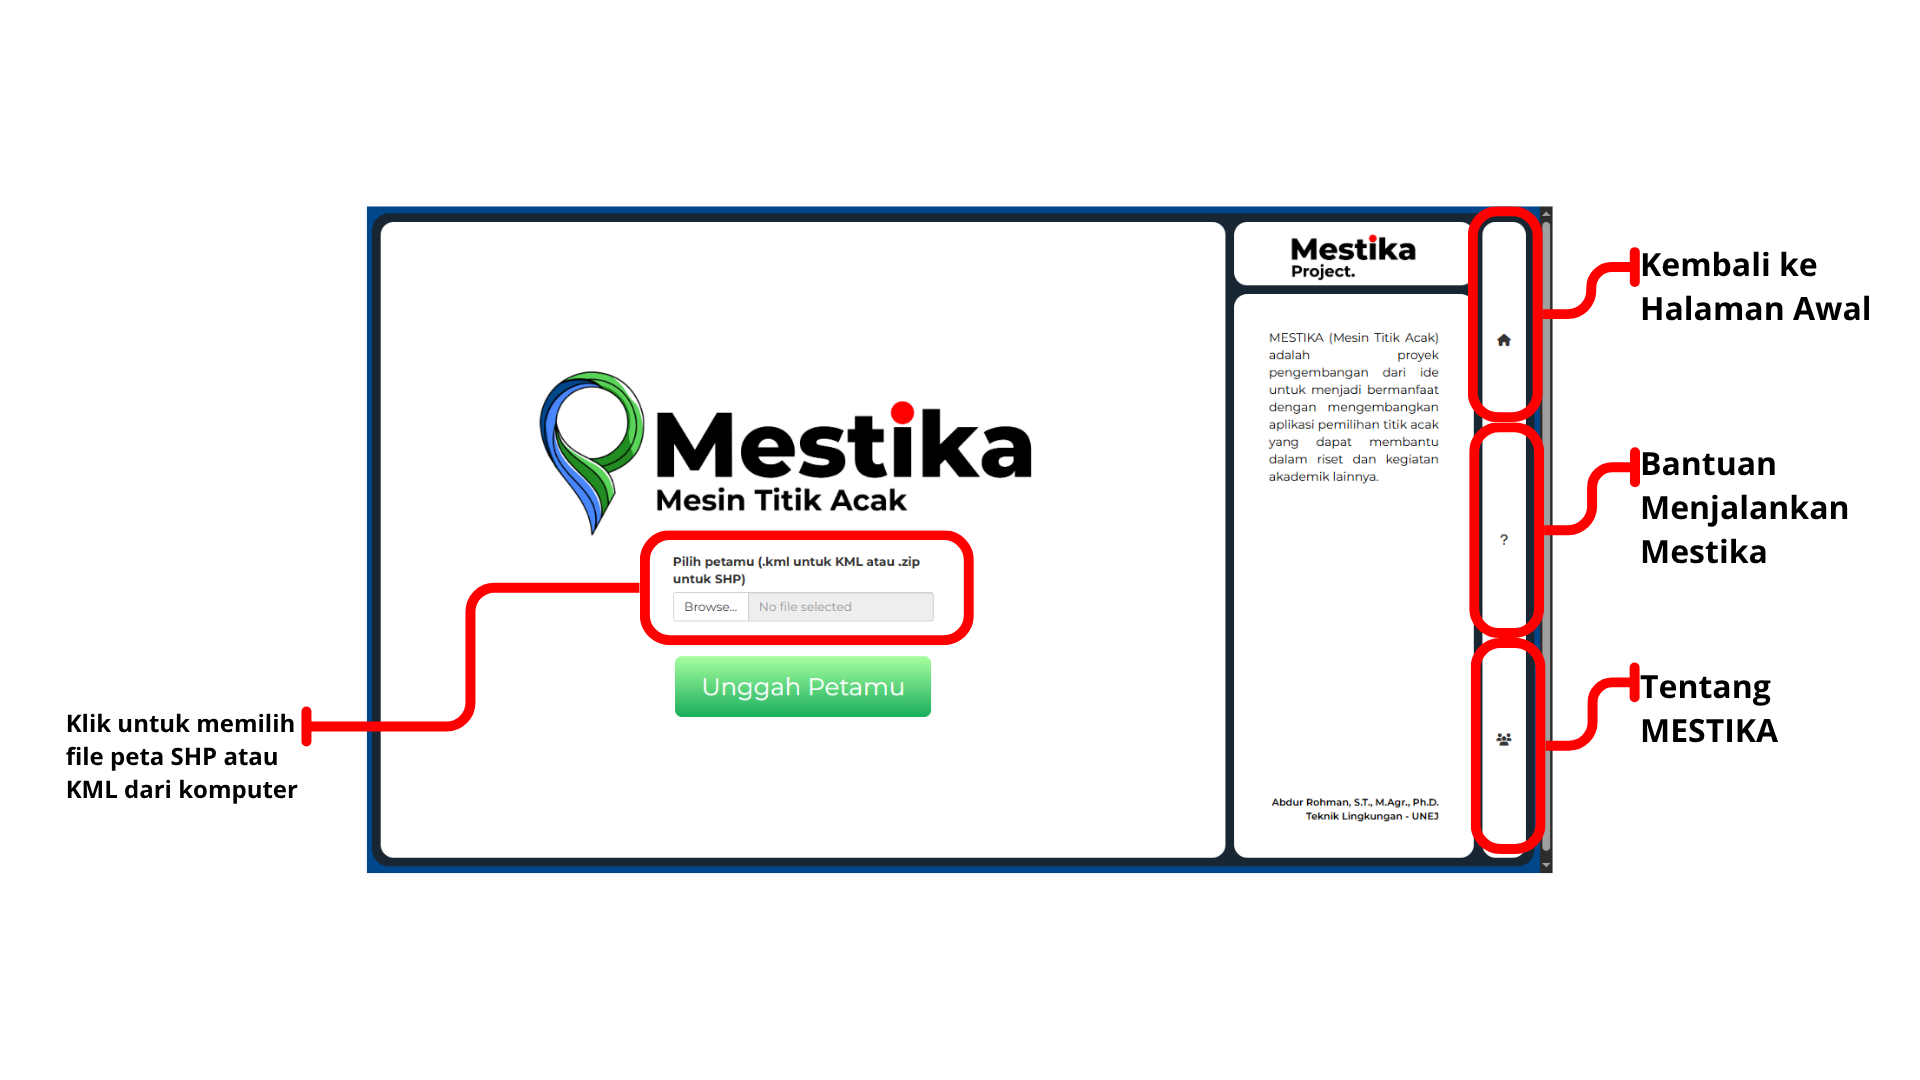 Mestika
Project.
MESTIKA (Mesin Titik Acak)
adalah proyek
pengembangan dari ide
untuk menjadi bermanfaat
dengan mengembangkan
aplikasi pemilihan titik acak
yang dapat membantu
dalam riset dan kegiatan
akademik lainnya.
Abdur Rohman, S.T., M.Agr., Ph.D.
Teknik Lingkungan - UNEJ
Mestika
Mesin Titik Acak
Pilih petamu (.kml untuk KML atau .zip
untuk SHP)
Browse... No file selected
Unggah Petamu
Klik untuk memilih
file peta SHP atau
KML dari komputer
?
Kembali ke
Halaman Awal
Bantuan
Menjalankan
Mestika
Tentang
MESTIKA